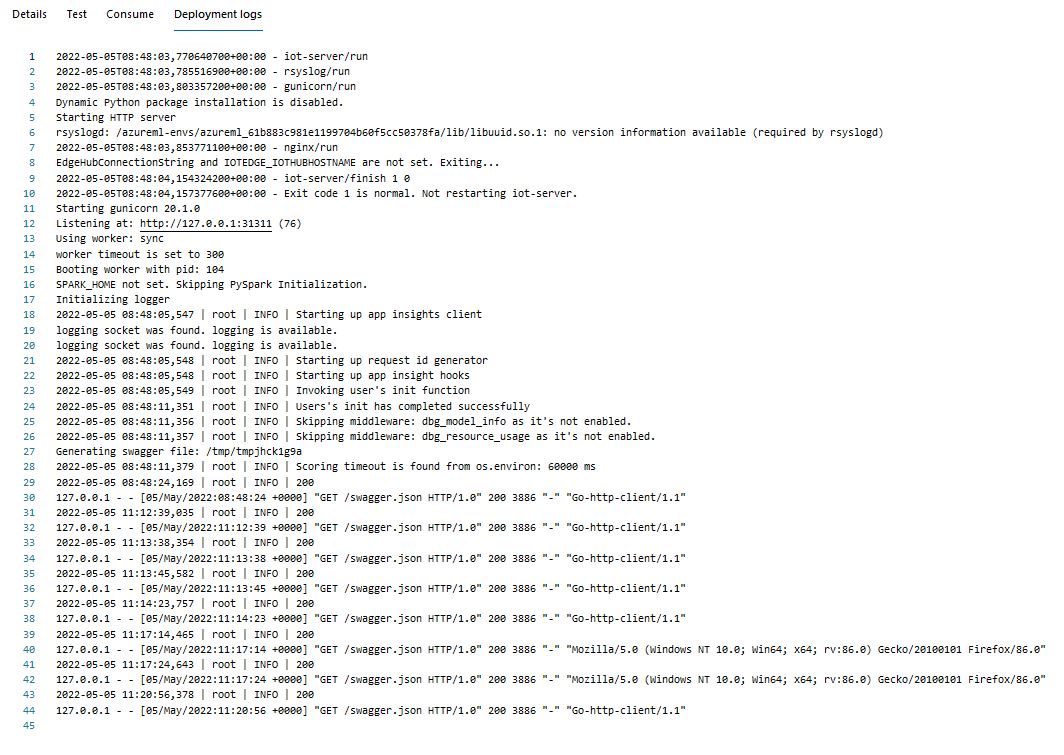 Details Test Consume Deployment logs
1 2022-05-05T08:48:03,770640700+00:00 - iot-server/run
2 2022-05-05T08:48:03,785516900+00:00 - rsyslog/run
3 2022-05-05T08:48:03,803357200+00:00 - gunicorn/run
4 Dynamic Python package installation is disabled.
5 Starting HTTP server
6 rsyslogd: /azureml-envs/azureml_61b883c981e1199704b60f5cc50378fa/lib/libuuid.so.1: no version information available (required by rsyslogd)
7 2022-05-05T08:48:03,853771100+00:00 - nginx/run
8 EdgeHubConnectionString and IOTEDGE_IOTHUBHOSTNAME are not set. Exiting...
9 2022-05-05T08:48:04,154324200+00:00 - iot-server/finish 1 0
10 2022-05-05T08:48:04,157377600+00:00 - Exit code 1 is normal. Not restarting iot-server.
11 Starting gunicorn 20.1.0
12 Listening at: http://127.0.0.1:31311 (76)
13 Using worker: sync
14 worker timeout is set to 300
15 Booting worker with pid: 104
16 SPARK_HOME not set. Skipping PySpark Initialization.
17 Initializing logger
18 2022-05-05 08:48:05,547 | root | INFO | Starting up app insights client
19 logging socket was found. logging is available.
20 logging socket was found. logging is available.
21 2022-05-05 08:48:05,548 | root | INFO | Starting up request id generator
22 2022-05-05 08:48:05,548 | root | INFO | Starting up app insight hooks
23 2022-05-05 08:48:05,549 | root | INFO | Invoking user's init function
24 2022-05-05 08:48:11,351 | root | INFO | Users's init has completed successfully
25 2022-05-05 08:48:11,356 | root | INFO | Skipping middleware: dbg_model_info as it's not enabled.
26 2022-05-05 08:48:11,357 | root | INFO | Skipping middleware: dbg_resource_usage as it's not enabled.
27 Generating swagger file: /tmp/tmpjhck1g9a
28 2022-05-05 08:48:11,379 | root | INFO | Scoring timeout is found from os.environ: 60000 ms
29 2022-05-05 08:48:24,169 | root | INFO | 200
30 127.0.0.1 - - [05/May/2022:08:48:24 +0000] "GET /swagger.json HTTP/1.0" 200 3886 "-" "Go-http-client/1.1"
31 2022-05-05 11:12:39,035 | root | INFO | 200
32 127.0.0.1 - - [05/May/2022:11:12:39 +0000] "GET /swagger.json HTTP/1.0" 200 3886 "-" "Go-http-client/1.1"
33 2022-05-05 11:13:38,354 | root | INFO | 200
34 127.0.0.1 - - [05/May/2022:11:13:38 +0000] "GET /swagger.json HTTP/1.0" 200 3886 "-" "Go-http-client/1.1"
35 2022-05-05 11:13:45,582 | root | INFO | 200
36 127.0.0.1 - - [05/May/2022:11:13:45 +0000] "GET /swagger.json HTTP/1.0" 200 3886 "-" "Go-http-client/1.1"
37 2022-05-05 11:14:23,757 | root | INFO | 200
38 127.0.0.1 - - [05/May/2022:11:14:23 +0000] "GET /swagger.json HTTP/1.0" 200 3886 "-" "Go-http-client/1.1"
39 2022-05-05 11:17:14,465 | root | INFO | 200
40 127.0.0.1 - - [05/May/2022:11:17:14 +0000] "GET /swagger.json HTTP/1.0" 200 3886 "-" "Mozilla/5.0 (Windows NT 10.0; Win64; x64; rv:86.0) Gecko/20100101 Firefox/86.0"
41 2022-05-05 11:17:24,643 | root | INFO | 200
42 127.0.0.1 - - [05/May/2022:11:17:24 +0000] "GET /swagger.json HTTP/1.0" 200 3886 "-" "Mozilla/5.0 (Windows NT 10.0; Win64; x64; rv:86.0) Gecko/20100101 Firefox/86.0"
43 2022-05-05 11:20:56,378 | root | INFO | 200
44 127.0.0.1 - - [05/May/2022:11:20:56 +0000] "GET /swagger.json HTTP/1.0" 200 3886 "-" "Go-http-client/1.1"
45